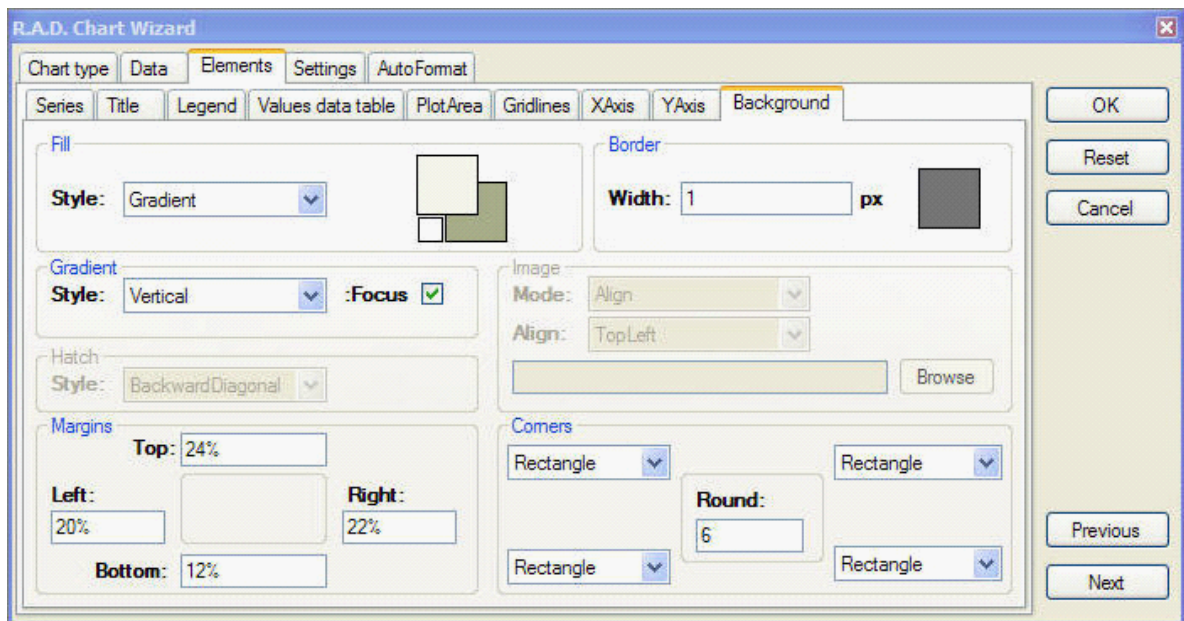 R.A.D. Chart Wizard
Chart type Data Elements Settings AutoFormat
Series Title Legend Values data table PlotArea Gridlines XAxis YAxis Background
OK
Reset
Cancel
Fill
Style: Gradient
Border
Width: 1 px
Gradient
Style: Vertical :Focus
Image
Mode: Align
Align: TopLeft
Browse
Hatch
Style: BackwardDiagonal
Margins
Top: 24%
Left: Right:
20% 22%
Bottom: 12%
Corners
Rectangle Rectangle
Round:
6
Rectangle Rectangle
Previous
Next